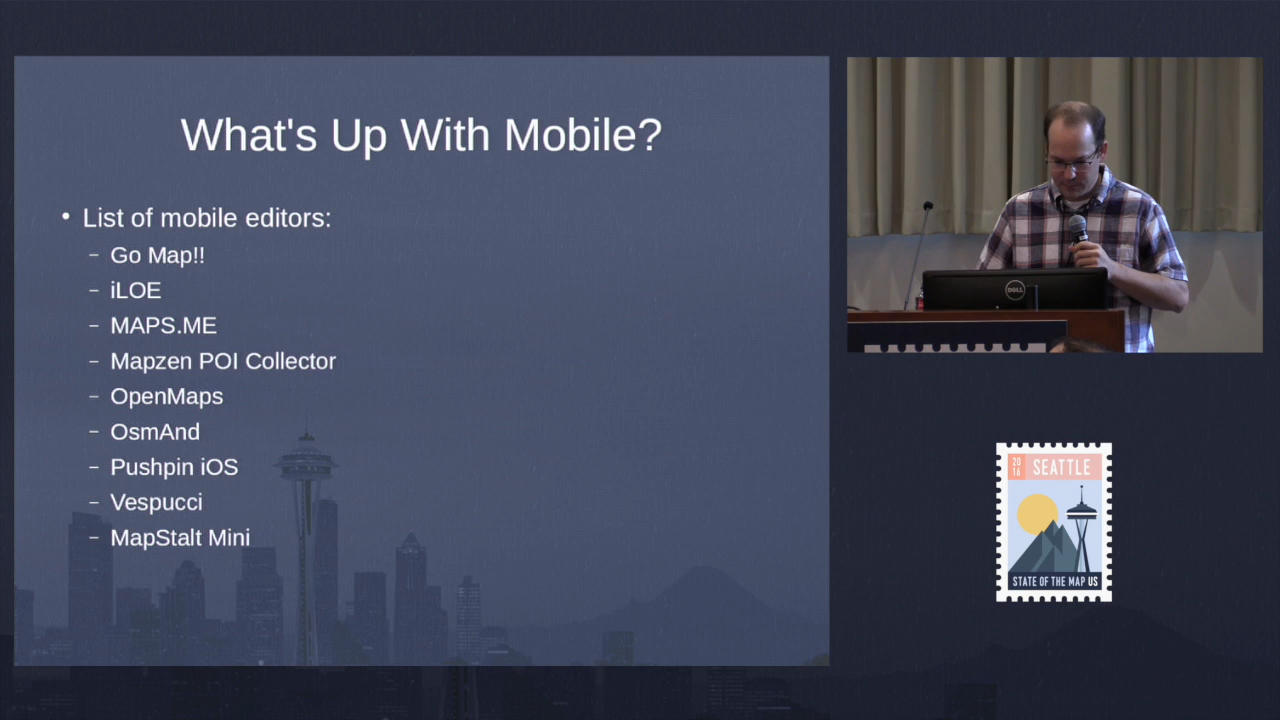 What's Up With Mobile?
• List of mobile editors:
– Go Map!!
– iLOE
– MAPS.ME
– Mapzen POI Collector
– OpenMaps
– OsmAnd
– Pushpin iOS
– Vespucci
– MapStalt Mini
DELL
20
16
SEATTLE
STATE OF THE MAP US